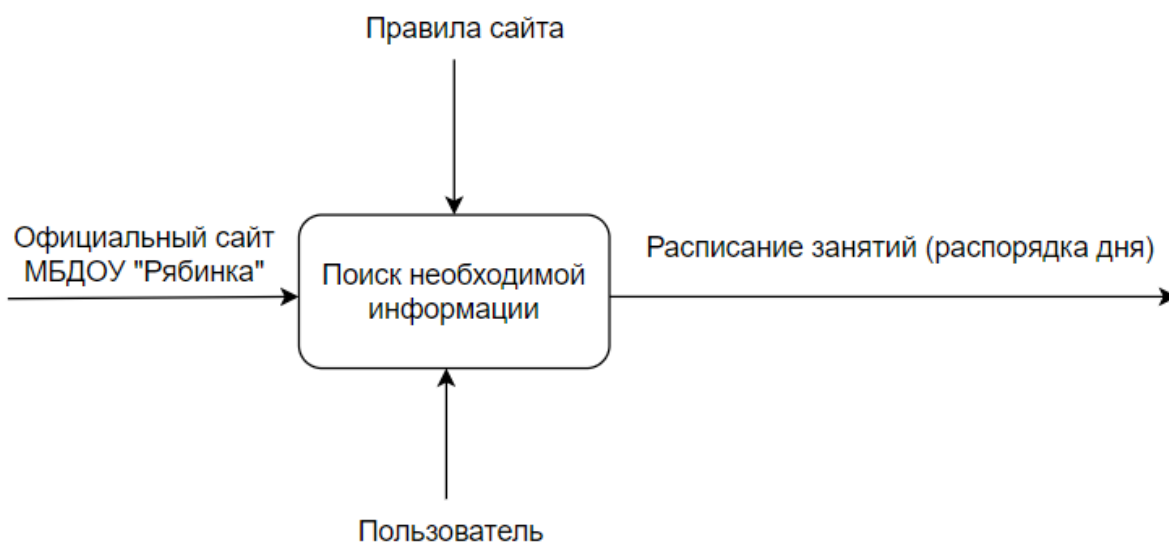 Правила сайта
Официальный сайт
МБДОУ "Рябинка"
Поиск необходимой
информации
Расписание занятий (распорядка дня)
Пользователь